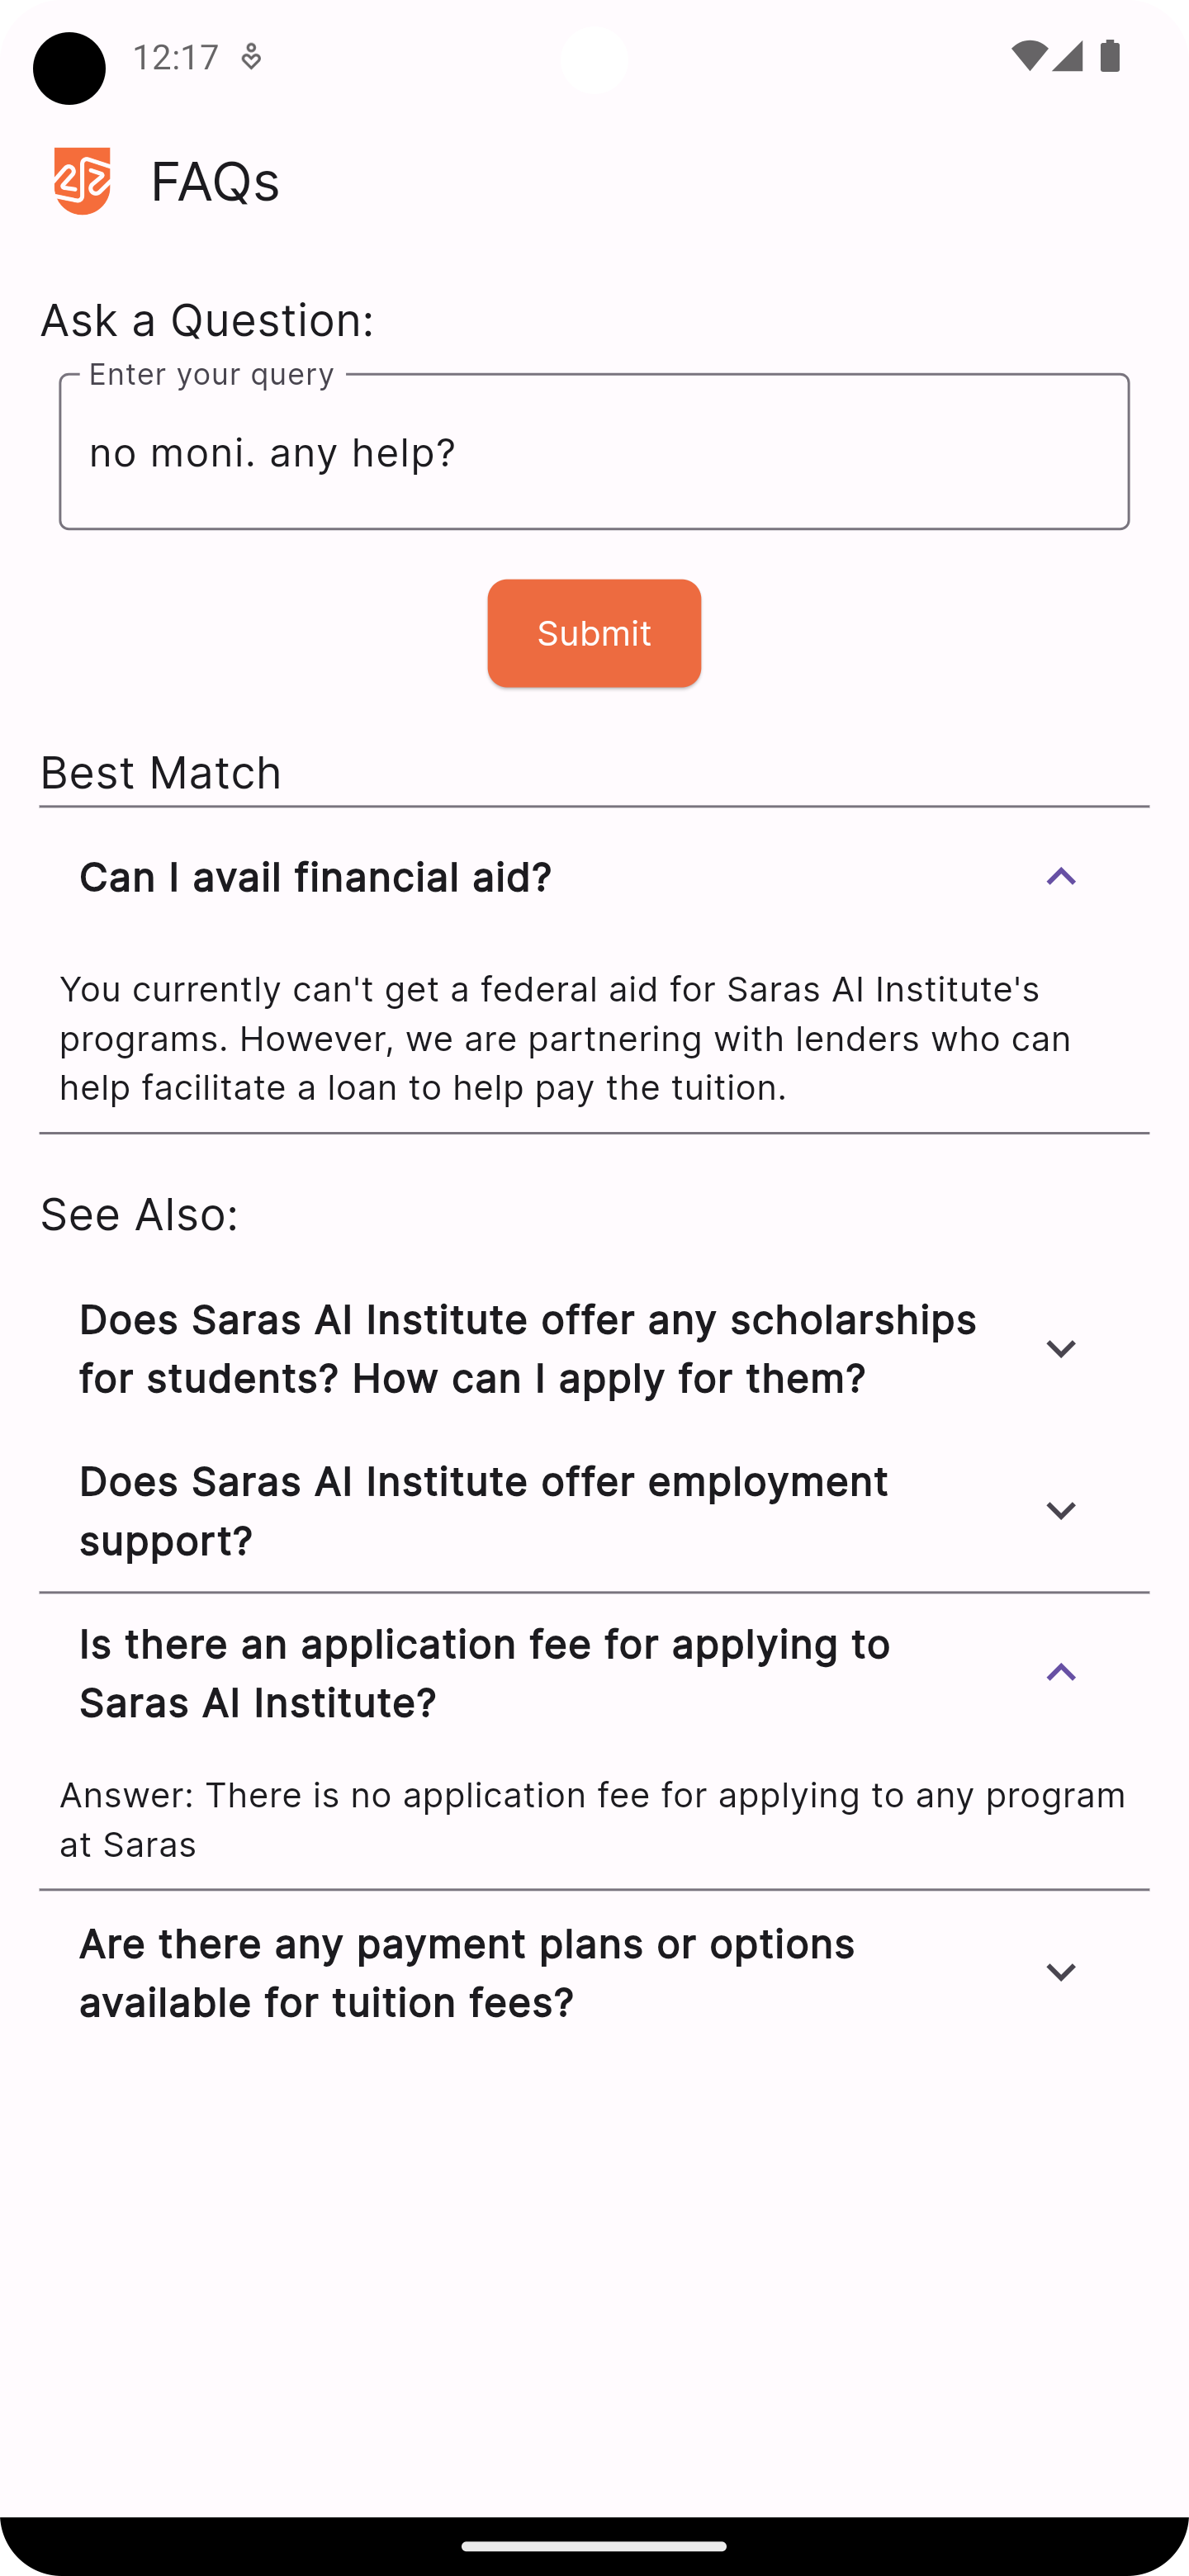 12:17
FAQs
Ask a Question:
Enter your query
no moni. any help?
Submit
Best Match
Can I avail financial aid?
You currently can't get a federal aid for Saras AI Institute's
programs. However, we are partnering with lenders who can
help facilitate a loan to help pay the tuition.
See Also:
Does Saras AI Institute offer any scholarships
for students? How can I apply for them?
Does Saras AI Institute offer employment
support?
Is there an application fee for applying to
Saras AI Institute?
Answer: There is no application fee for applying to any program
at Saras
Are there any payment plans or options
available for tuition fees?